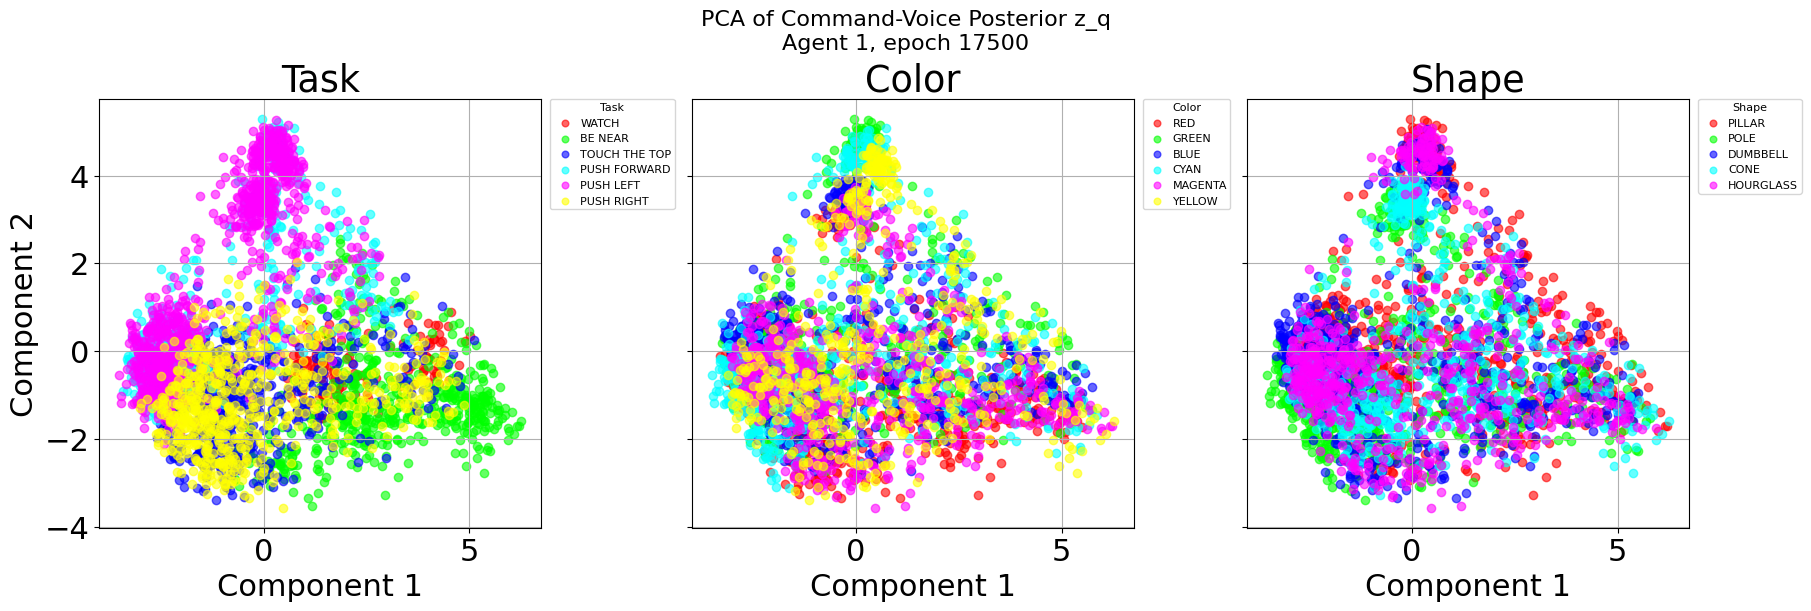 PCA of Command-Voice Posterior z_q
Agent 1, epoch 17500
Task
Color
Shape
Component 2
4
2
0
−2
−4
0
5
Component 1
Task
WATCH
BE NEAR
TOUCH THE TOP
PUSH FORWARD
PUSH LEFT
PUSH RIGHT
0
5
Component 1
Color
RED
GREEN
BLUE
CYAN
MAGENTA
YELLOW
0
5
Component 1
Shape
PILLAR
POLE
DUMBBELL
CONE
HOURGLASS